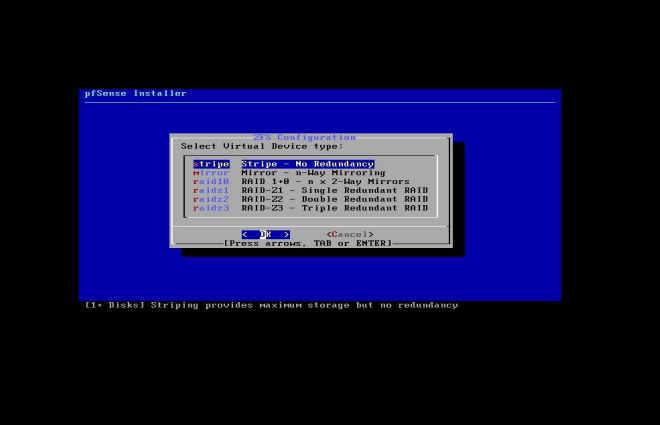 pfSense Installer
ZFS Configuration
Select Virtual Device type:
stripe Stripe - No Redundancy
mirror Mirror - n-Way Mirroring
raid10 RAID 1+0 - n x 2-Way Mirrors
raidz1 RAID-Z1 - Single Redundant RAID
raidz2 RAID-Z2 - Double Redundant RAID
raidz3 RAID-Z3 - Triple Redundant RAID
< OK > <Cancel>
[Press arrows, TAB or ENTER]
[1+ Disks] Striping provides maximum storage but no redundancy